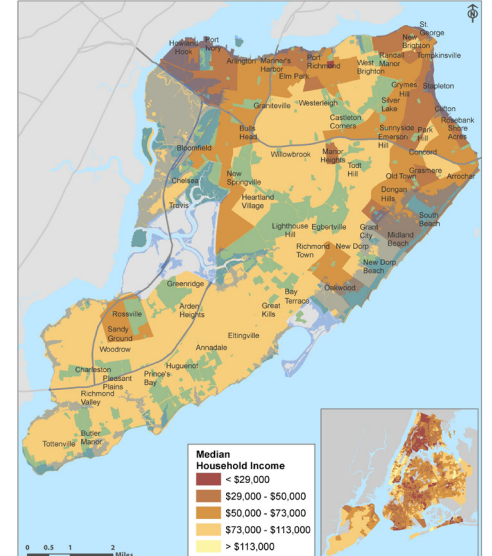 N
St.
George
Howland
Hook
Port
Ivory
New
Brighton
Arlington
Mariner's
Harbor
Port
Richmond
West
Brighton
Randall
Manor
Tompkinsville
Elm Park
Grymes
Hill
Stapleton
Graniteville
Westerleigh
Silver
Lake
Clifton
Castleton
Corners
Rosebank
Shore
Acres
Bulls
Head
Sunnyside
Emerson
Hill
Park
Hill
Bloomfield
Willowbrook
Manor
Heights
Concord
Todt
Hill
Grasmere
Old Town
Arrochar
Chelsea
New
Springville
Dongan
Hills
Travis
Heartland
Village
South
Beach
Lighthouse
Hill
Egbertville
Grant
City
Midland
Beach
Richmond
Town
New Dorp
New Dorp
Beach
Greenridge
Oakwood
Bay
Terrace
Rossville
Arden
Heights
Great
Kills
Sandy
Ground
Eltingville
Woodrow
Annadale
Huguenot
Charleston
Pleasant
Plains
Prince's
Bay
Richmond
Valley
Tottenville
Butler
Manor
Median
Household Income
< $29,000
$29,000 - $50,000
$50,000 - $73,000
$73,000 - $113,000
> $113,000
0 0.5 1 2
Miles